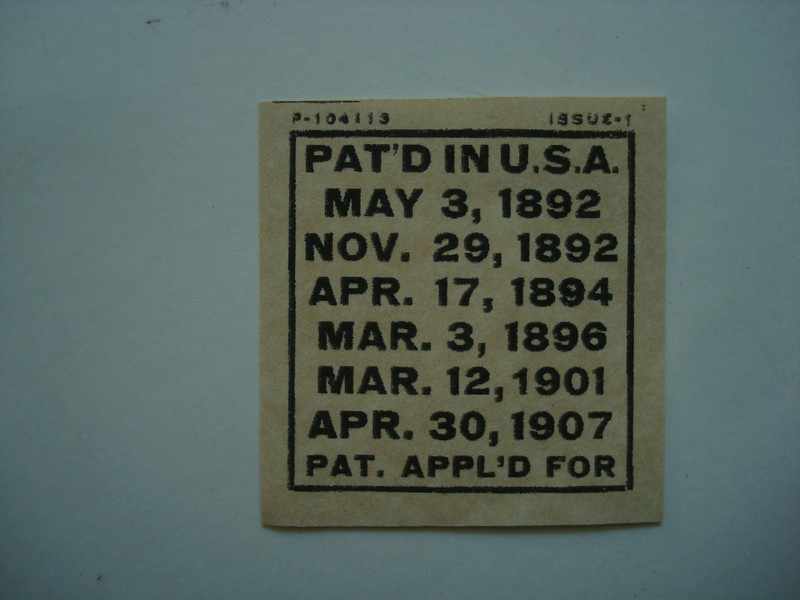 P-104113 ISSUE-1
PAT'D IN U.S.A.
MAY 3, 1892
NOV. 29, 1892
APR. 17, 1894
MAR. 3, 1896
MAR. 12, 1901
APR. 30, 1907
PAT. APPL'D FOR